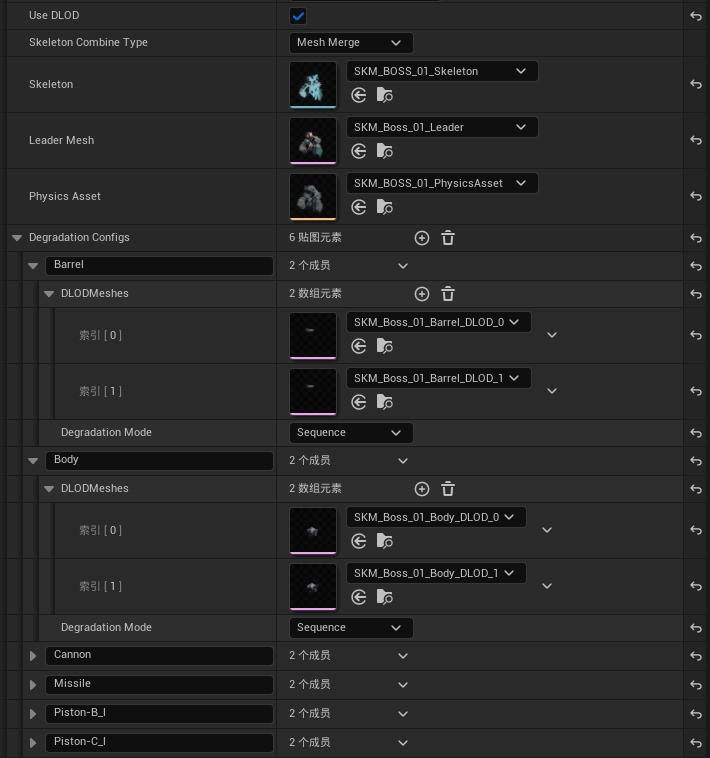 Use DLOD
Skeleton Combine Type Mesh Merge
Skeleton SKM_BOSS_01_Skeleton
Leader Mesh SKM_Boss_01_Leader
Physics Asset SKM_BOSS_01_PhysicsAsset
Degradation Configs 6 贴图元素
Barrel 2 个成员
DLODMeshes 2 数组元素
索引 [ 0 ] SKM_Boss_01_Barrel_DLOD_0
索引 [ 1 ] SKM_Boss_01_Barrel_DLOD_1
Degradation Mode Sequence
Body 2 个成员
DLODMeshes 2 数组元素
索引 [ 0 ] SKM_Boss_01_Body_DLOD_0
索引 [ 1 ] SKM_Boss_01_Body_DLOD_1
Degradation Mode Sequence
Cannon 2 个成员
Missile 2 个成员
Piston-B_l 2 个成员
Piston-C_l 2 个成员